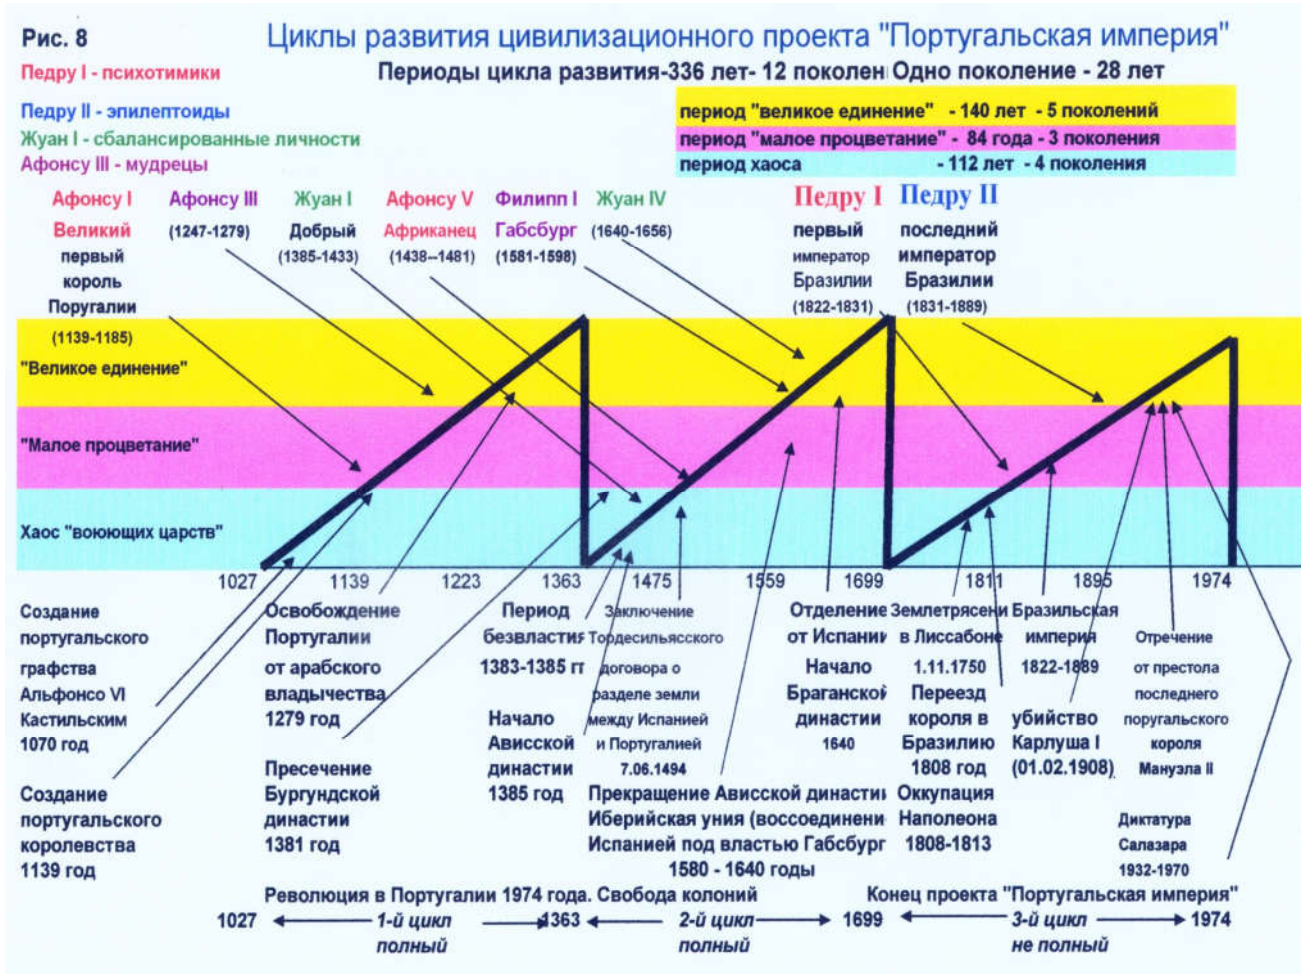 Рис. 8
Циклы развития цивилизационного проекта "Португальская империя"
Педру I - психотимики
Периоды цикла развития-336 лет- 12 поколен Одно поколение - 28 лет
Педру II - эпилептоиды
Жуан I - сбалансированные личности
Афонсу III - мудрецы
период "великое единение" - 140 лет - 5 поколений
период "малое процветание" - 84 года - 3 поколения
период хаоса - 112 лет - 4 поколения
Афонсу I
Великий
первый
король
Поругалии
(1139-1185)
Афонсу III
(1247-1279)
Жуан I
Добрый
(1385-1433)
Афонсу V
Африканец
(1438--1481)
Филипп I
Габсбург
(1581-1598)
Жуан IV
(1640-1656)
Педру I
первый
император
Бразилии
(1822-1831)
Педру II
последний
император
Бразилии
(1831-1889)
"Великое единение"
"Малое процветание"
Хаос "воюющих царств"
1027 1139 1223 1363 1475 1559 1699 1811 1895 1974
Создание
португальского
графства
Альфонсо VI
Кастильским
1070 год
Создание
португальского
королевства
1139 год
Освобождение
Португалии
от арабского
владычества
1279 год
Пресечение
Бургундской
династии
1381 год
Период
безвластия
1383-1385 гг
Начало
Ависской
династии
1385 год
Заключение
Тордесильясского
договора о
разделе земли
между Испанией
и Португалией
7.06.1494
Прекращение Ависской династии
Иберийская уния (воссоединени
Испанией под властью Габсбург
1580 - 1640 годы
Отделение
от Испании
Начало
Браганской
династии
1640
Землетрясени
в Лиссабоне
1.11.1750
Переезд
короля в
Бразилию
1808 год
Оккупация
Наполеона
1808-1813
Бразильская
империя
1822-1889
убийство
Карлуша I
(01.02.1908)
Отречение
от престола
последнего
поругальского
короля
Мануэла II
Диктатура
Салазара
1932-1970
Революция в Португалии 1974 года. Свобода колоний
Конец проекта "Португальская империя"
1027 1-й цикл 1363 2-й цикл 1699 3-й цикл 1974
полный полный не полный